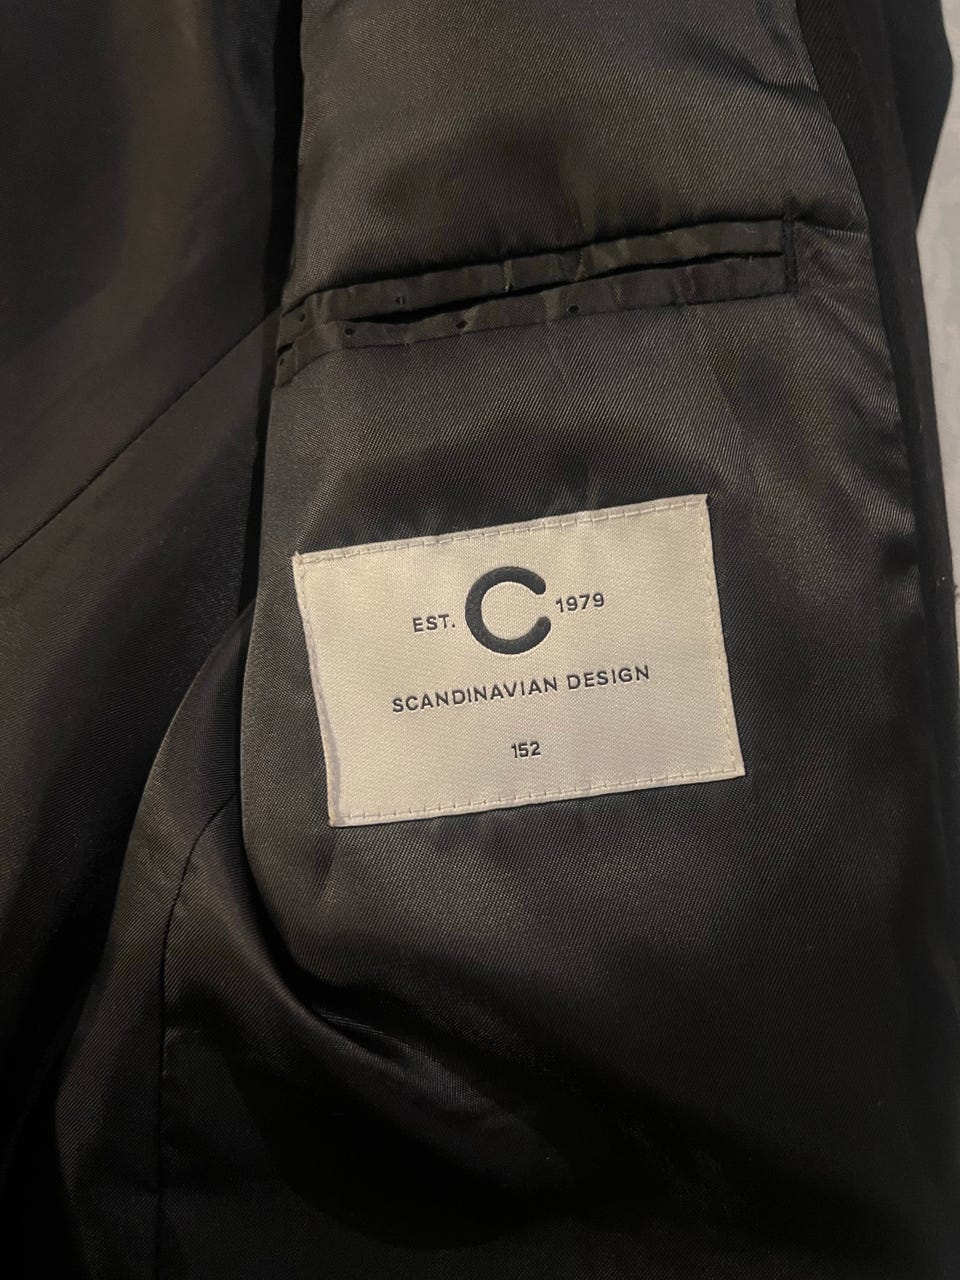 EST. C 1979
SCANDINAVIAN DESIGN
152